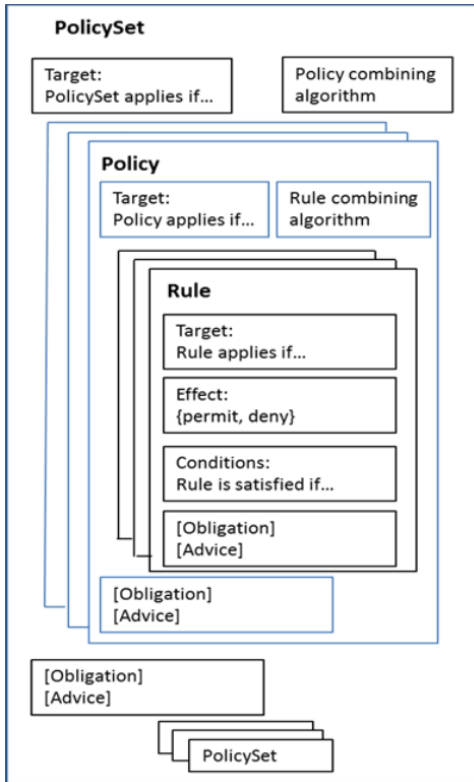 PolicySet
Target:
PolicySet applies if...
Policy combining
algorithm
Policy
Target:
Policy applies if...
Rule combining
algorithm
Rule
Target:
Rule applies if...
Effect:
{permit, deny}
Conditions:
Rule is satisfied if...
[Obligation]
[Advice]
[Obligation]
[Advice]
[Obligation]
[Advice]
PolicySet